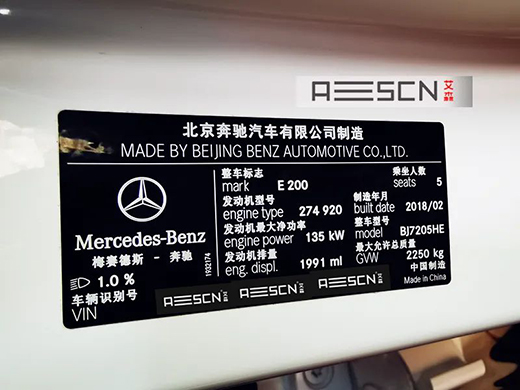 AESCN 艾森
北京奔驰汽车有限公司制造
MADE BY BEIJING BENZ AUTOMOTIVE CO.,LTD.
整车标志 乘坐人数
mark E 200 seats 5
发动机型号 制造年月
engine type 274 920 built date 2018/02
发动机最大净功率 整车型号
engine power 135 kW model BJ7205HE
发动机排量 最大允许总质量
eng. displ. 1991 ml GVW 2250 kg
中国制造
Made in China
Mercedes-Benz
梅赛德斯 - 奔驰
1.0 %
车辆识别号
VIN
AESCN AESCN AESCN
1932174